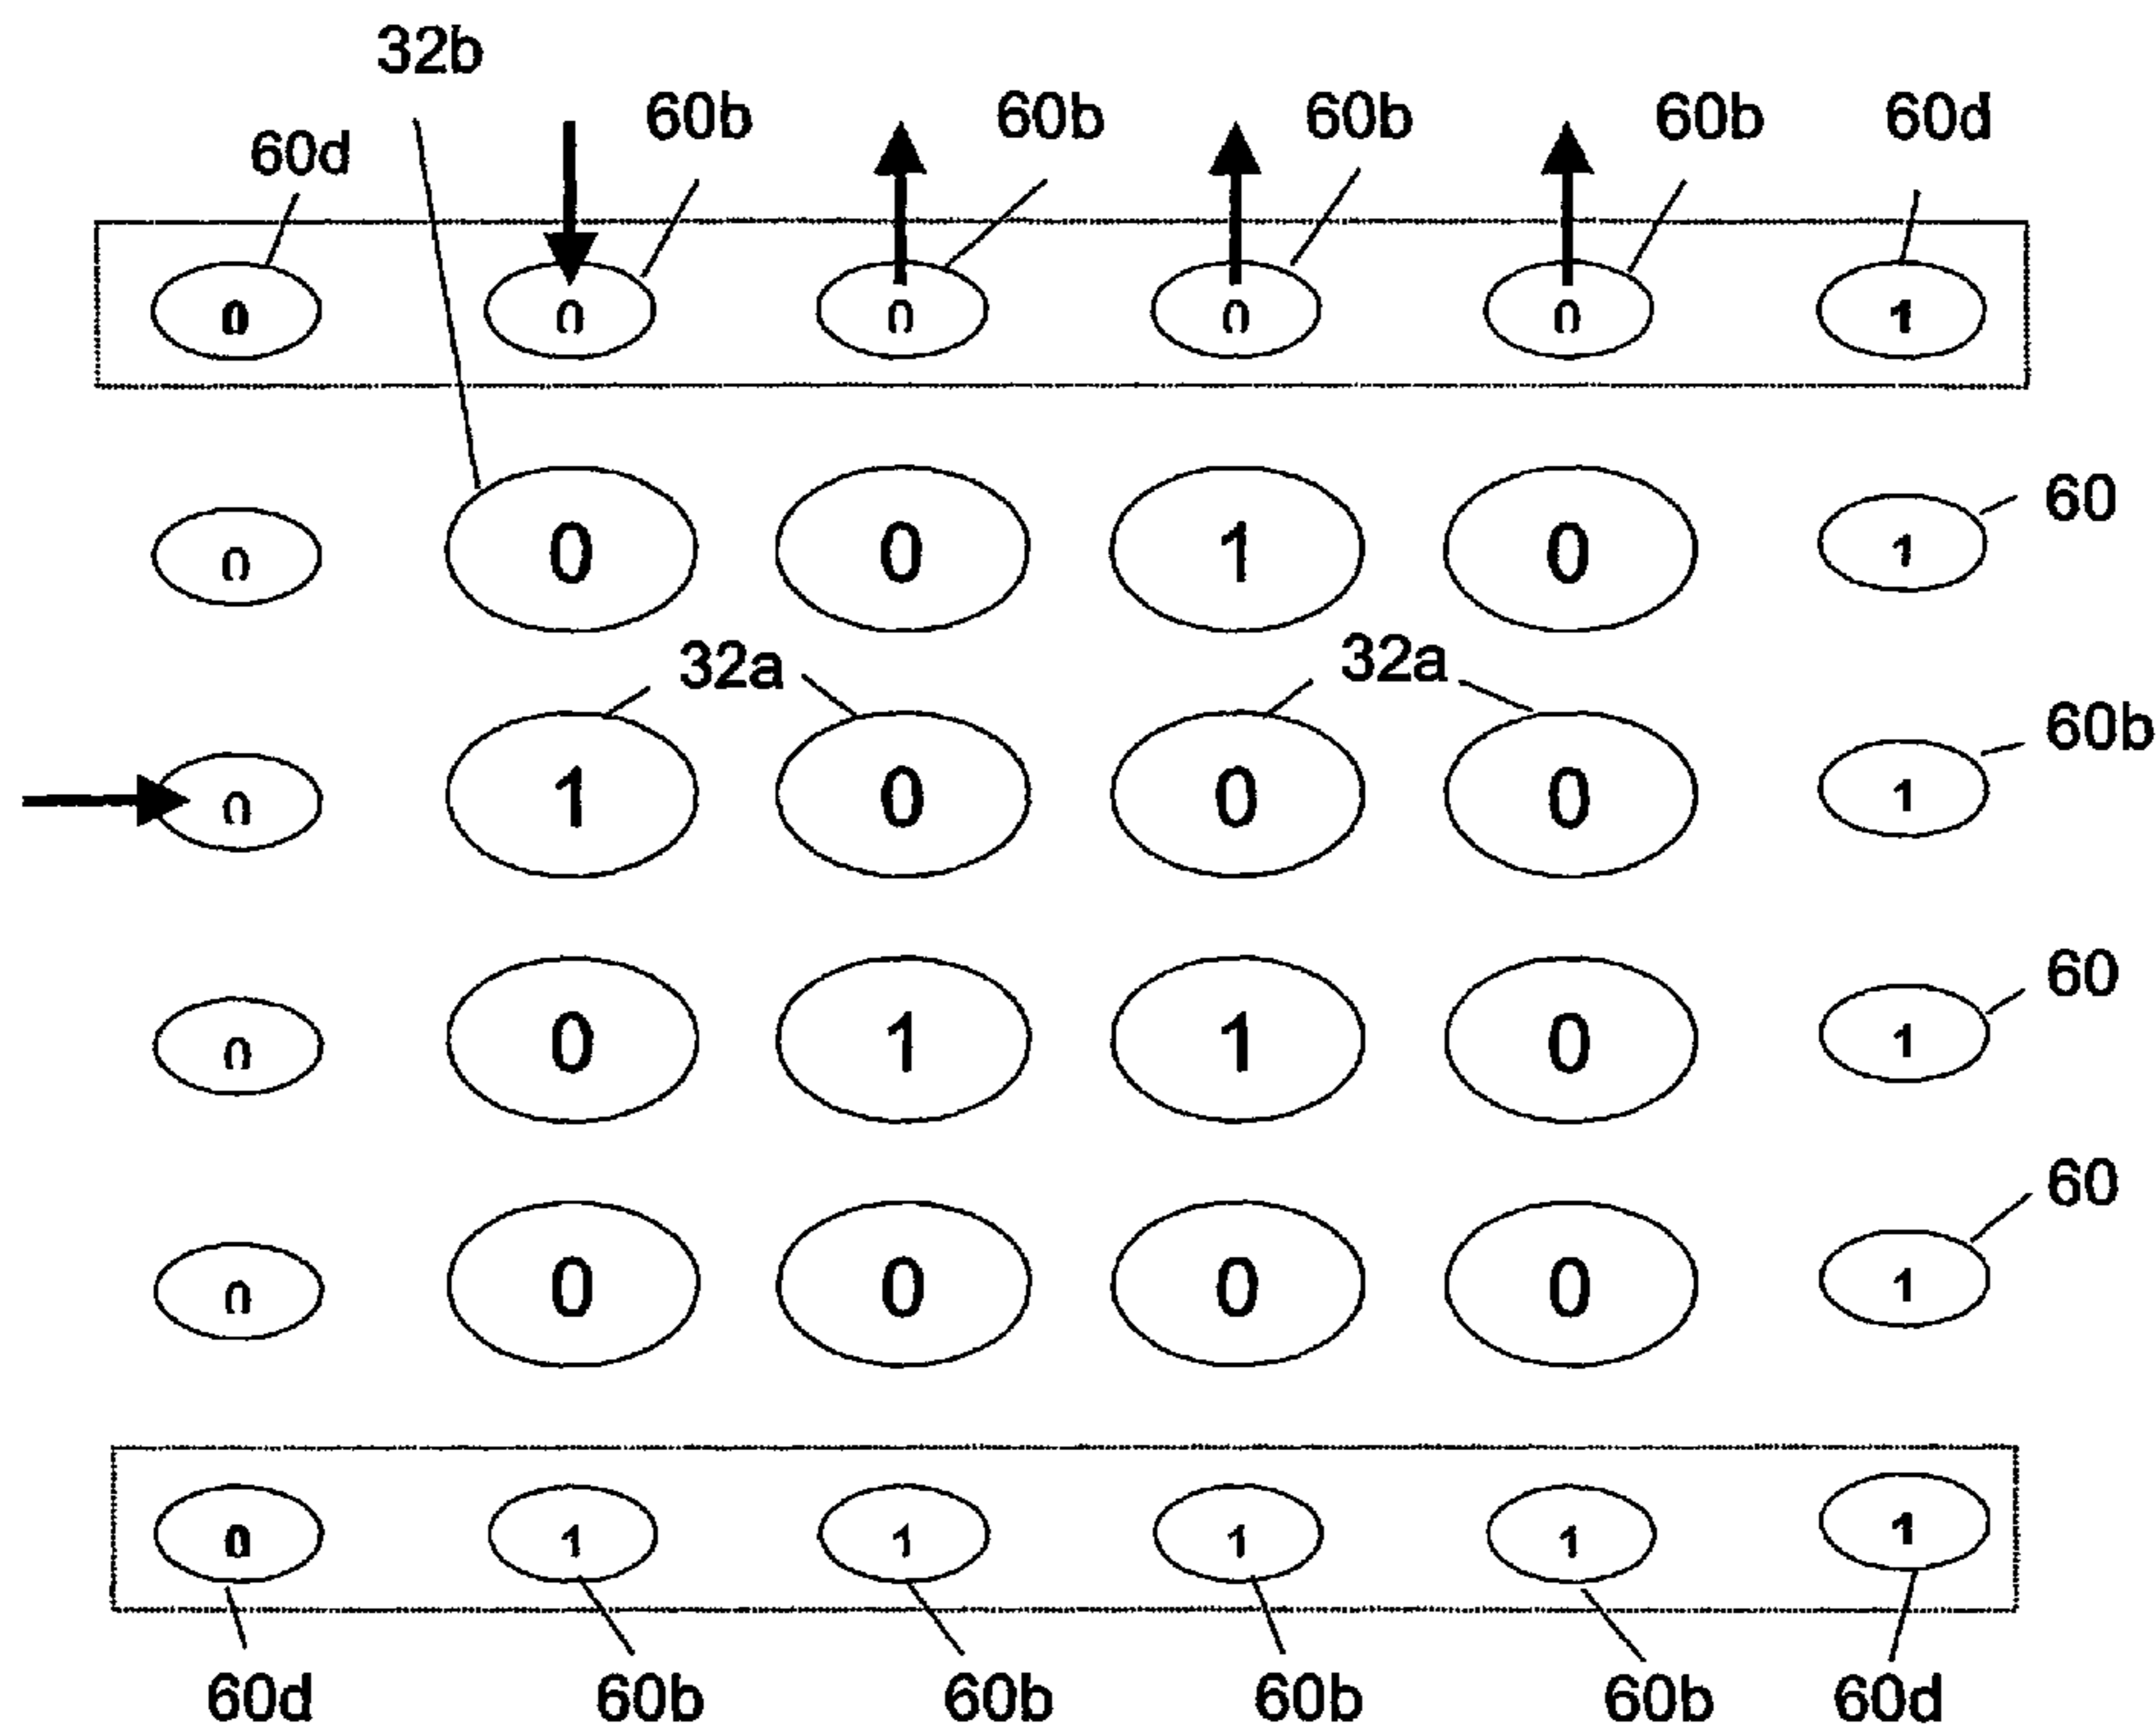 32b
60d 60b 60b 60b 60b 60d
0 0 0 0 0 1
0 0 0 1 0 1 60
32a 32a
0 1 0 0 0 1 60b
0 0 1 1 0 1 60
0 0 0 0 0 1 60
0 1 1 1 1 1
60d 60b 60b 60b 60b 60d